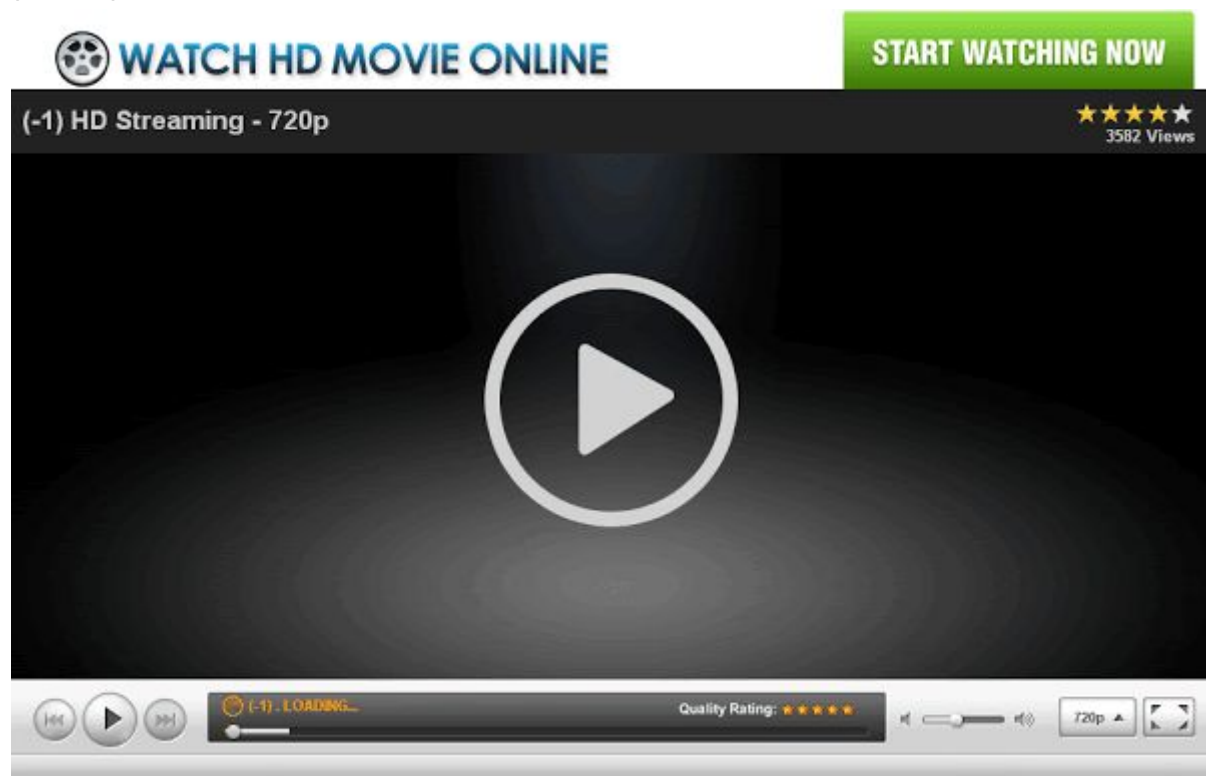 WATCH HD MOVIE ONLINE
START WATCHING NOW
(-1) HD Streaming - 720p
3582 Views
(-1) . LOADING...
Quality Rating:
720p